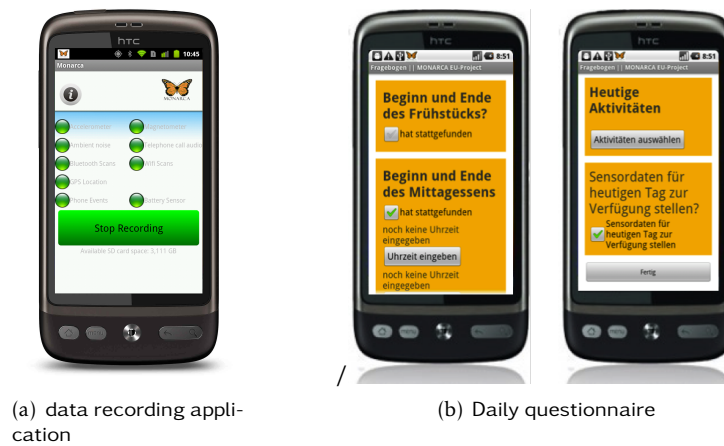 htc
10:45
Monarca
i
MONARCA
Accelerometer
Magnetometer
Ambient noise
Telephone call audio
Bluetooth Scans
Wifi Scans
GPS Location
Phone Events
Battery Sensor
Stop Recording
Available SD card space: 3,111 GB
MENU
(a) data recording appli-
cation
htc
8:51
Fragebogen || MONARCA EU-Project
Beginn und Ende
des Frühstücks?
hat stattgefunden
Beginn und Ende
des Mittagessens
hat stattgefunden
noch keine Uhrzeit
eingegeben
Uhrzeit eingeben
noch keine Uhrzeit
eingegeben
MENU
/
htc
8:51
Fragebogen || MONARCA EU-Project
Heutige
Aktivitäten
Aktivitäten auswählen
Sensordaten für
heutigen Tag zur
Verfügung stellen?
Sensordaten für
heutigen Tag zur
Verfügung stellen
Fertig
MENU
(b) Daily questionnaire